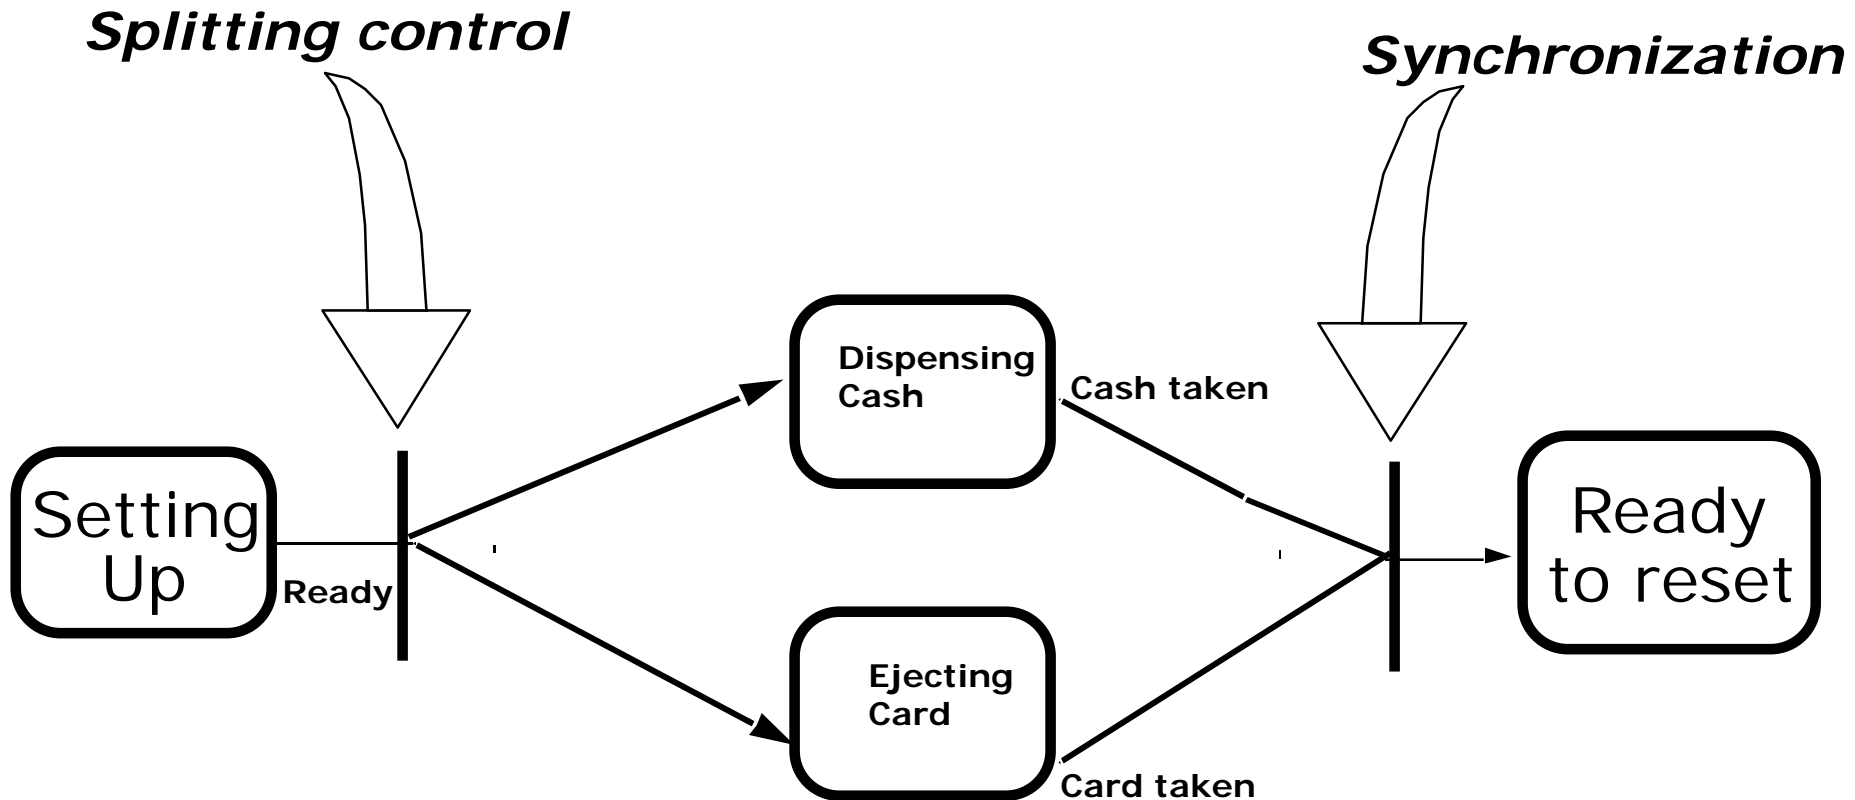 Splitting control
Synchronization
Dispensing
Cash
Cash taken
Setting
Up
Ready
Ready
to reset
Ejecting
Card
Card taken